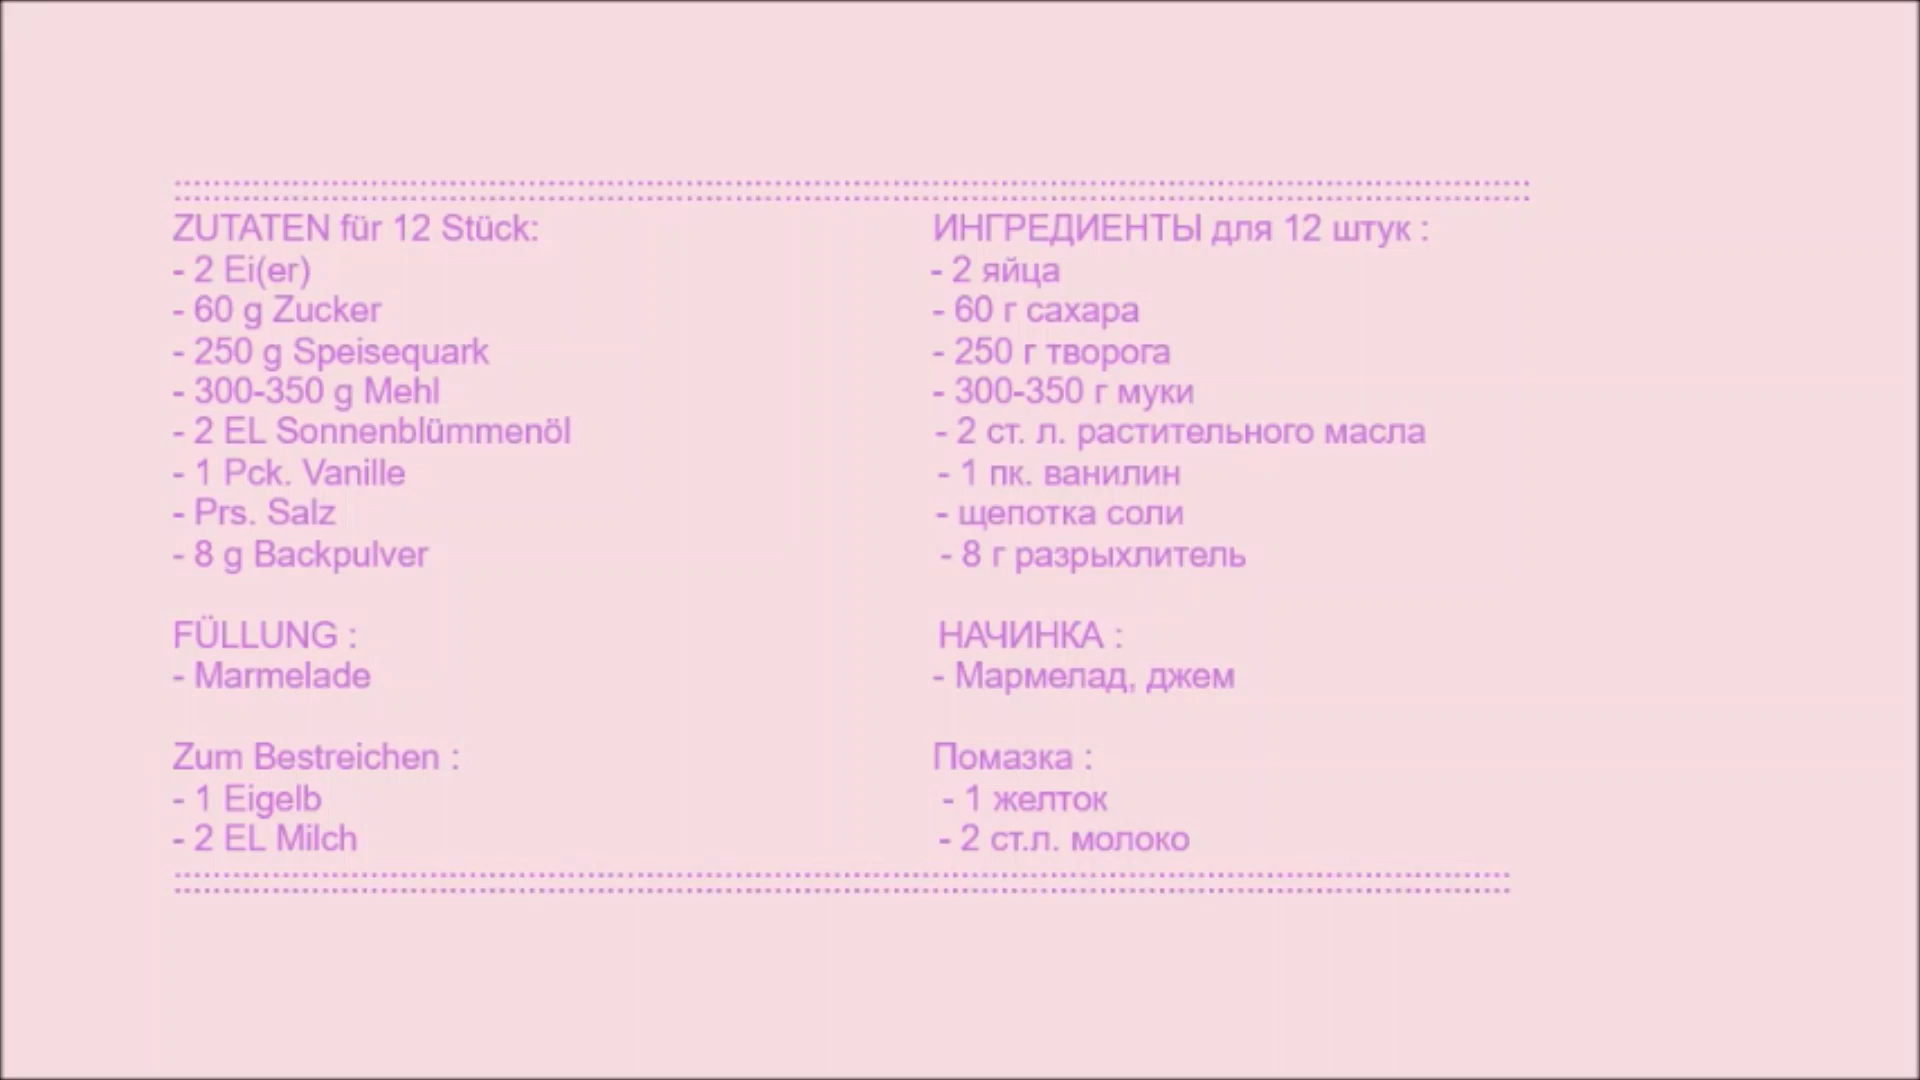 ZUTATEN für 12 Stück:
- 2 Ei(er)
- 60 g Zucker
- 250 g Speisequark
- 300-350 g Mehl
- 2 EL Sonnenblümmenöl
- 1 Pck. Vanille
- Prs. Salz
- 8 g Backpulver
FÜLLUNG :
- Marmelade
Zum Bestreichen :
- 1 Eigelb
- 2 EL Milch
ИНГРЕДИЕНТЫ для 12 штук :
- 2 яйца
- 60 г сахара
- 250 г творога
- 300-350 г муки
- 2 ст. л. растительного масла
- 1 пк. ванилин
- щепотка соли
- 8 г разрыхлитель
НАЧИНКА :
- Мармелад, джем
Помазка :
- 1 желток
- 2 ст.л. молоко